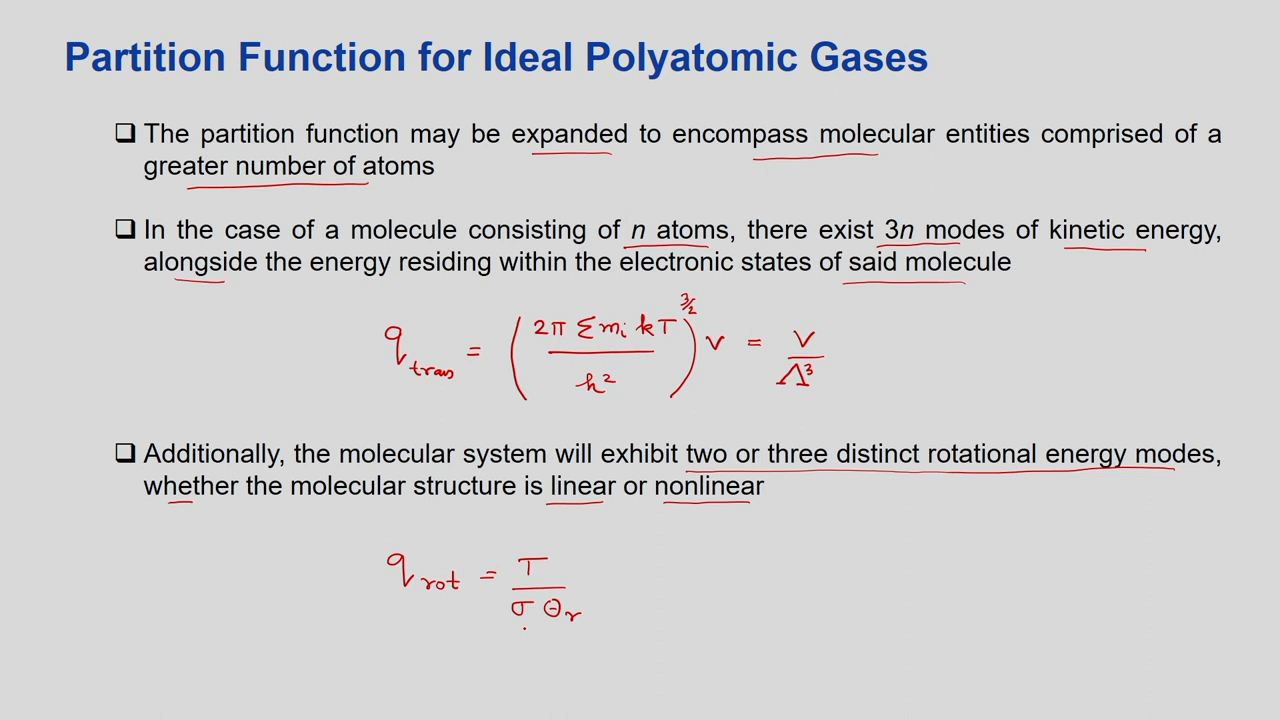 Partition Function for Ideal Polyatomic Gases
❑ The partition function may be expanded to encompass molecular entities comprised of a
greater number of atoms
❑ In the case of a molecule consisting of n atoms, there exist 3n modes of kinetic energy,
alongside the energy residing within the electronic states of said molecule
q_trans = (2π Σm_i kT / h²)^(3/2) V = V / Λ³
❑ Additionally, the molecular system will exhibit two or three distinct rotational energy modes,
whether the molecular structure is linear or nonlinear
q_rot = T / σ Θ_r